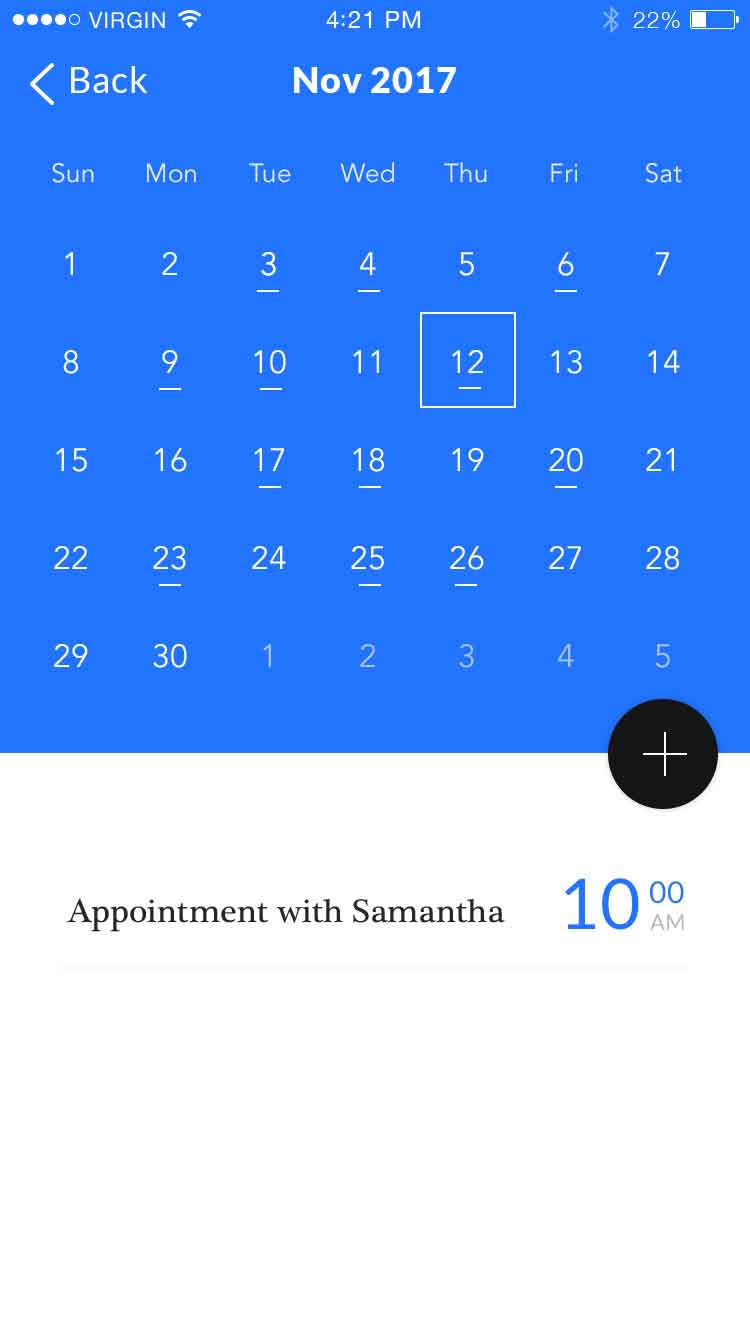 VIRGIN 4:21 PM 22%
Back Nov 2017
Sun Mon Tue Wed Thu Fri Sat
1 2 3 4 5 6 7
8 9 10 11 12 13 14
15 16 17 18 19 20 21
22 23 24 25 26 27 28
29 30 1 2 3 4 5
Appointment with Samantha 10 00 AM